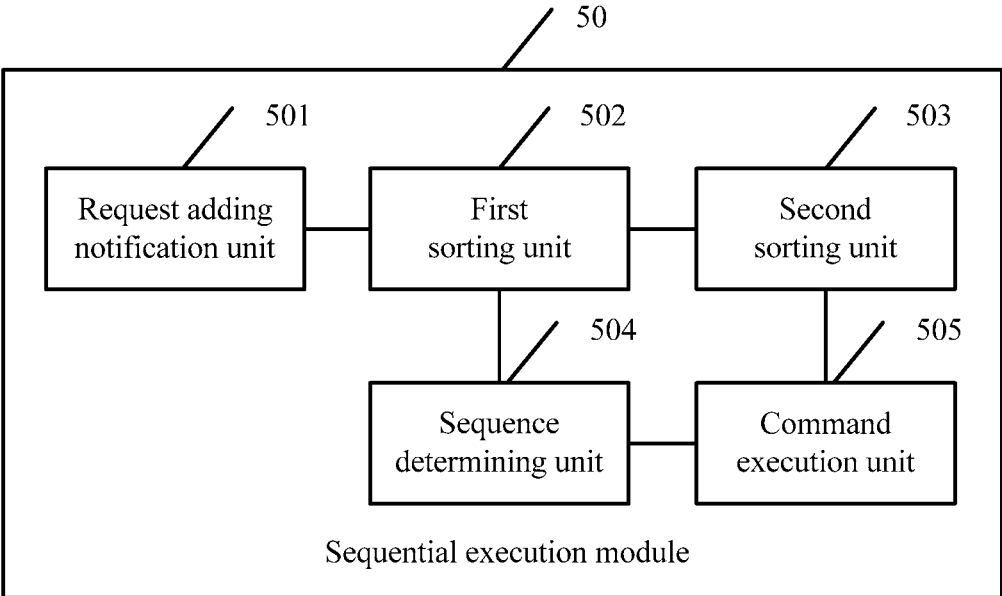 50
501
502
503
Request adding
notification unit
First
sorting unit
Second
sorting unit
504
505
Sequence
determining unit
Command
execution unit
Sequential execution module